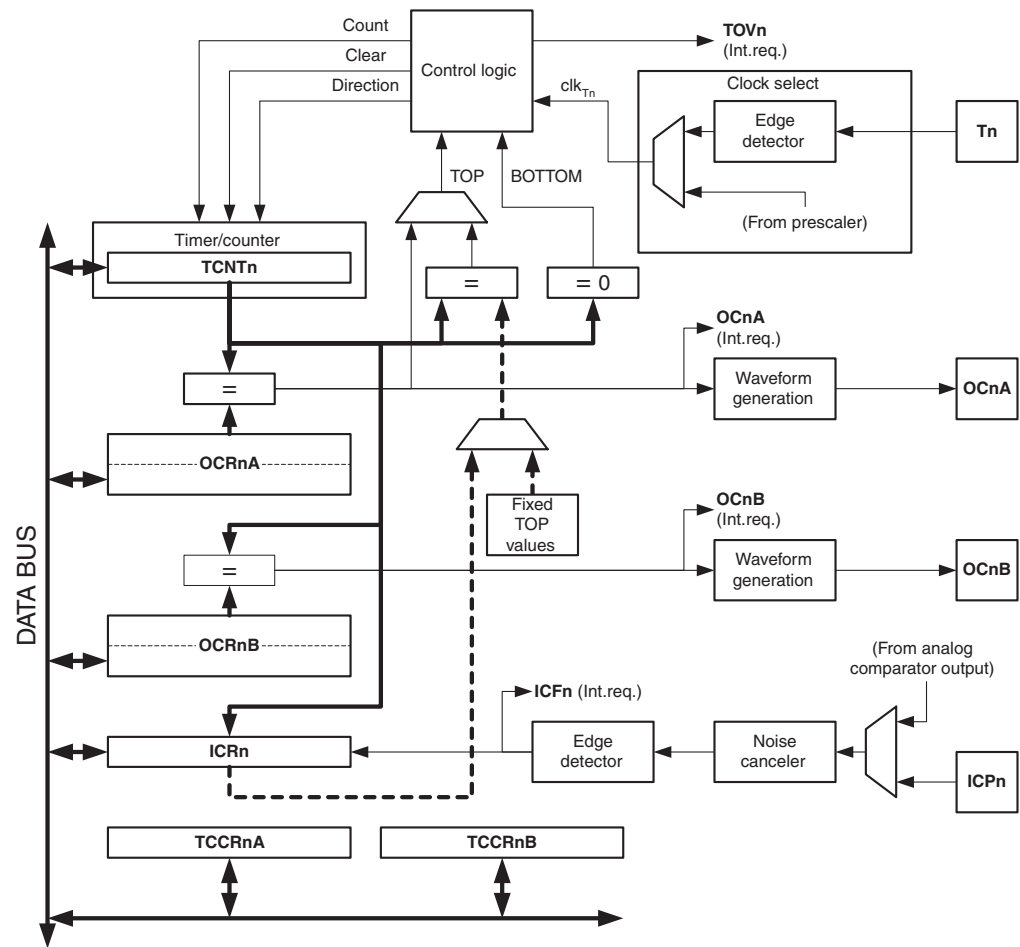 Count
Clear
Direction
Control logic
TOVn
(Int.req.)
clkTn
Clock select
Edge
detector
Tn
(From prescaler)
TOP
BOTTOM
Timer/counter
TCNTn
=
= 0
OCnA
(Int.req.)
=
Waveform
generation
OCnA
OCRnA
Fixed
TOP
values
OCnB
(Int.req.)
=
Waveform
generation
OCnB
OCRnB
DATA BUS
(From analog
comparator output)
ICFn (Int.req.)
ICRn
Edge
detector
Noise
canceler
ICPn
TCCRnA
TCCRnB